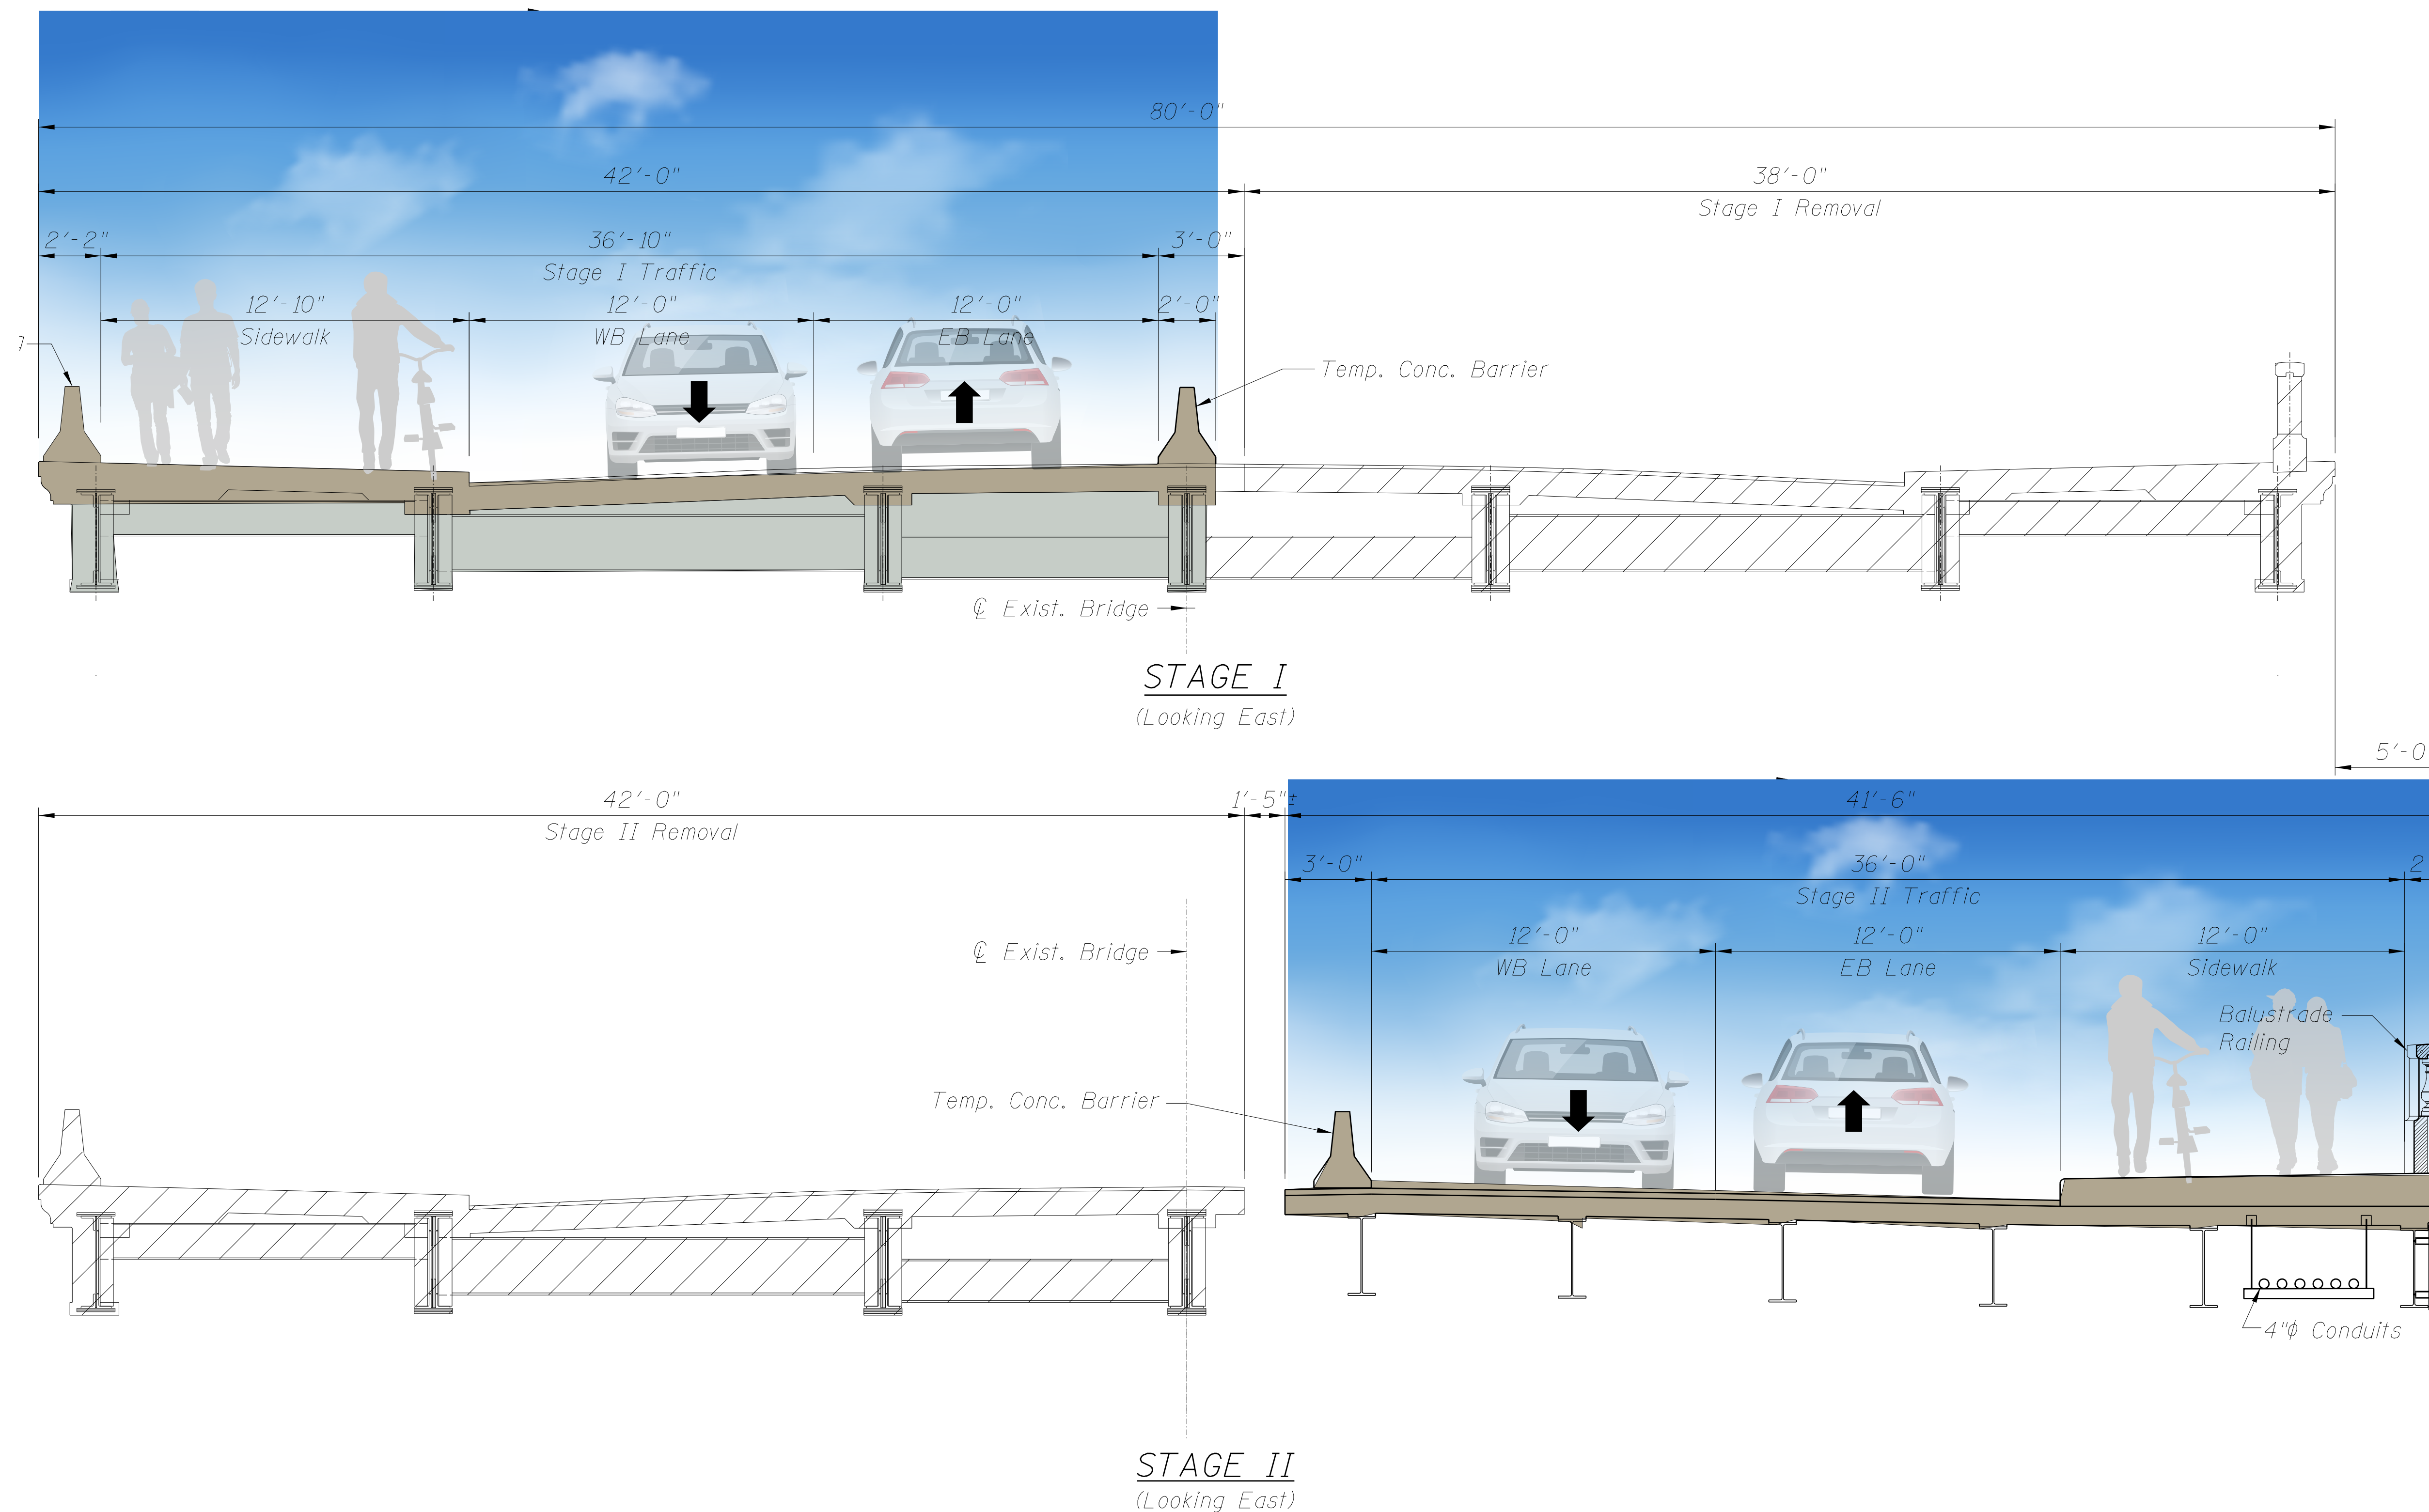 80'-0"
42'-0"
38'-0"
Stage I Removal
2'-2"
36'-10"
3'-0"
Stage I Traffic
12'-10"
12'-0"
12'-0"
2'-0"
Sidewalk
WB Lane
EB Lane
Temp. Conc. Barrier
℄ Exist. Bridge
STAGE I
(Looking East)
5'-0
42'-0"
1'-5"±
41'-6"
Stage II Removal
3'-0"
36'-0"
2
Stage II Traffic
℄ Exist. Bridge
12'-0"
12'-0"
12'-0"
WB Lane
EB Lane
Sidewalk
Balustrade
Railing
Temp. Conc. Barrier
4"ϕ Conduits
STAGE II
(Looking East)